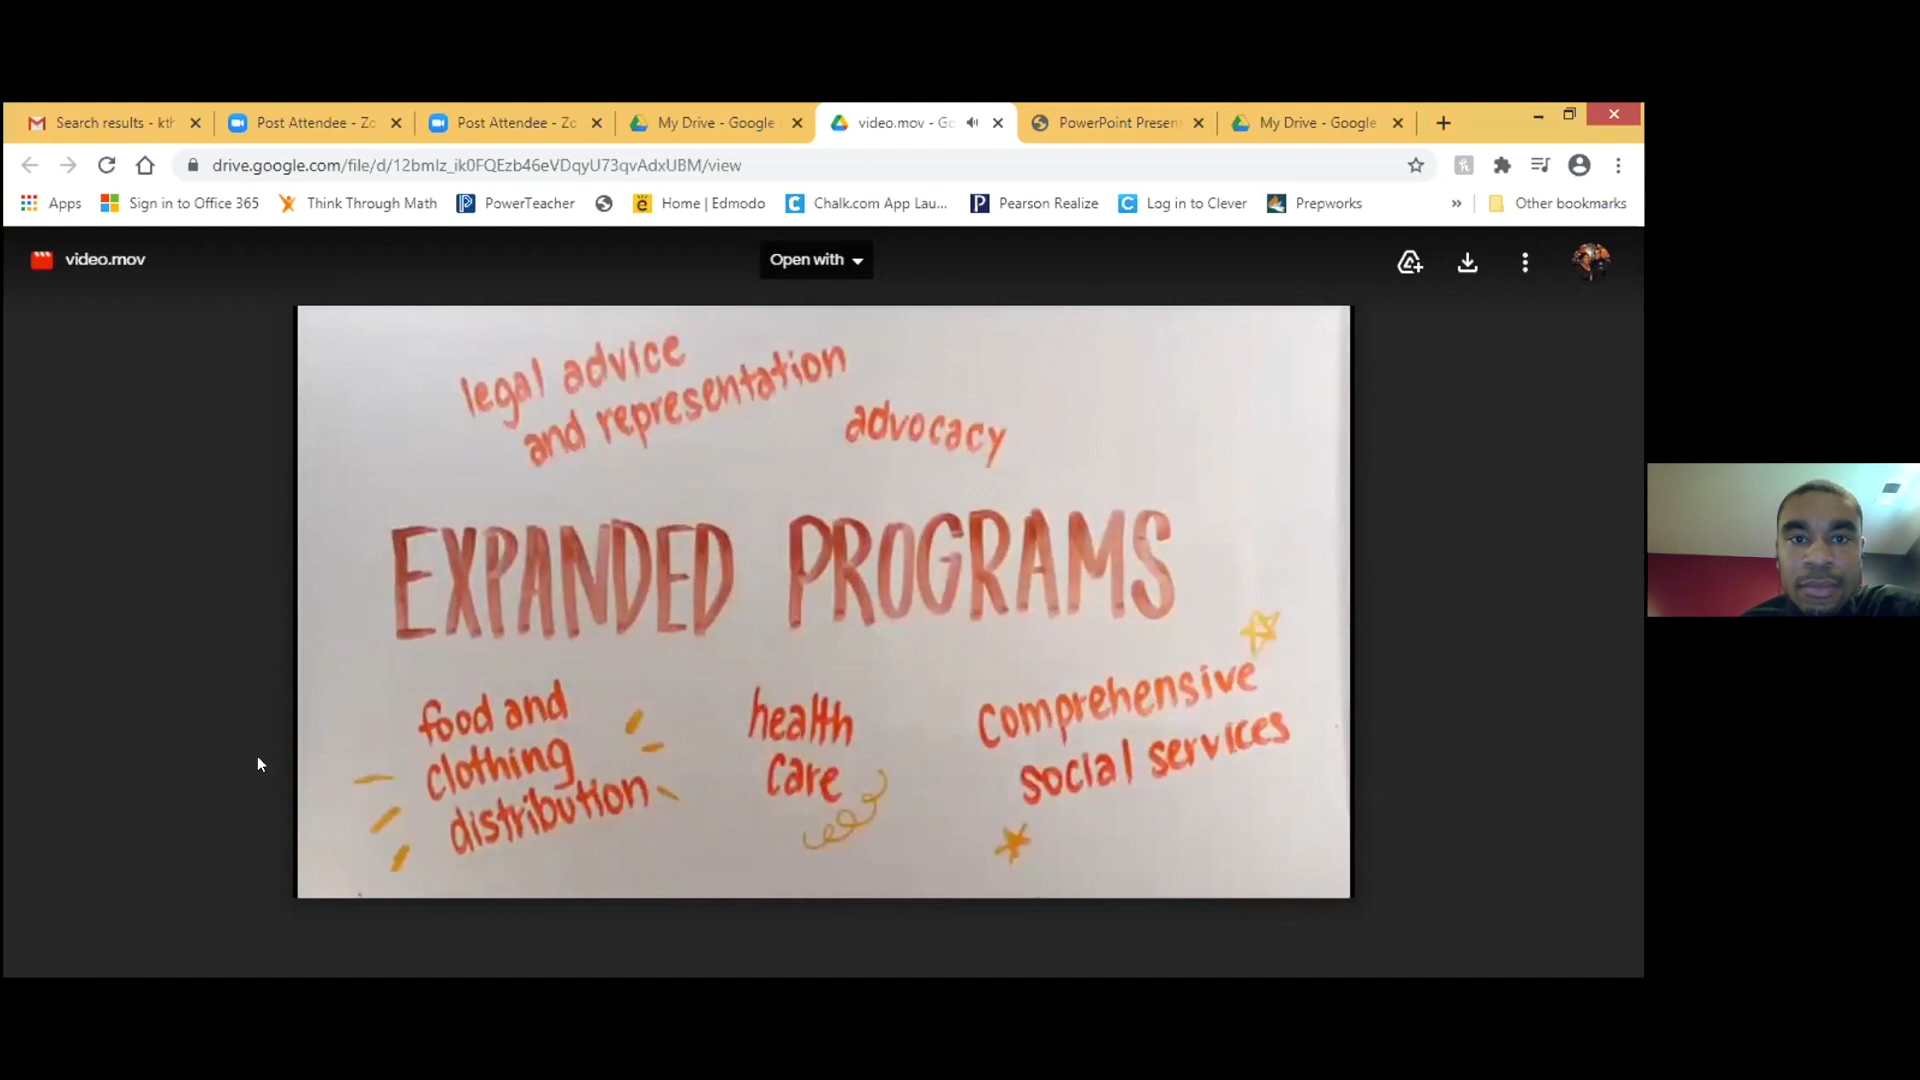 Search results - kth
Post Attendee - Zo
Post Attendee - Zo
My Drive - Google
video.mov - Go
PowerPoint Presen
My Drive - Google
drive.google.com/file/d/12bmlz_ik0FQEzb46eVDqyU73qvAdxUBM/view
Apps
Sign in to Office 365
Think Through Math
PowerTeacher
Home | Edmodo
Chalk.com App Lau...
Pearson Realize
Log in to Clever
Prepworks
Other bookmarks
video.mov
Open with
legal advice
and representation
advocacy
EXPANDED PROGRAMS
food and
clothing
distribution
health
care
comprehensive
social services